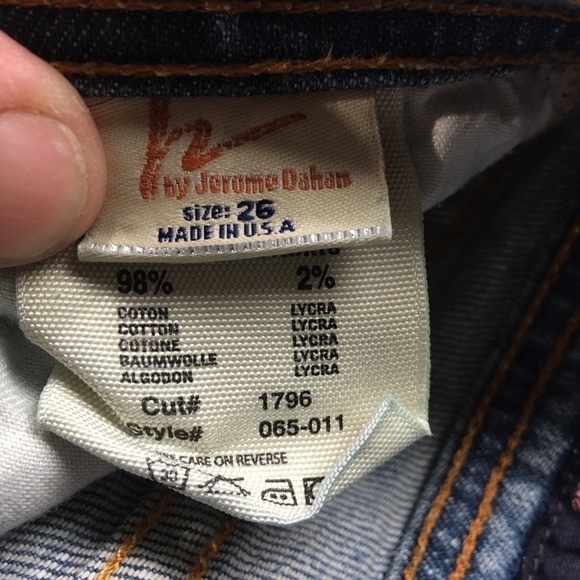 by Jerome Dahan
size: 26
MADE IN U.S.A
98% 2%
COTON LYCRA
COTTON LYCRA
COTONE LYCRA
BAUMWOLLE LYCRA
ALGODON LYCRA
Cut# 1796
Style# 065-011
CARE ON REVERSE
30